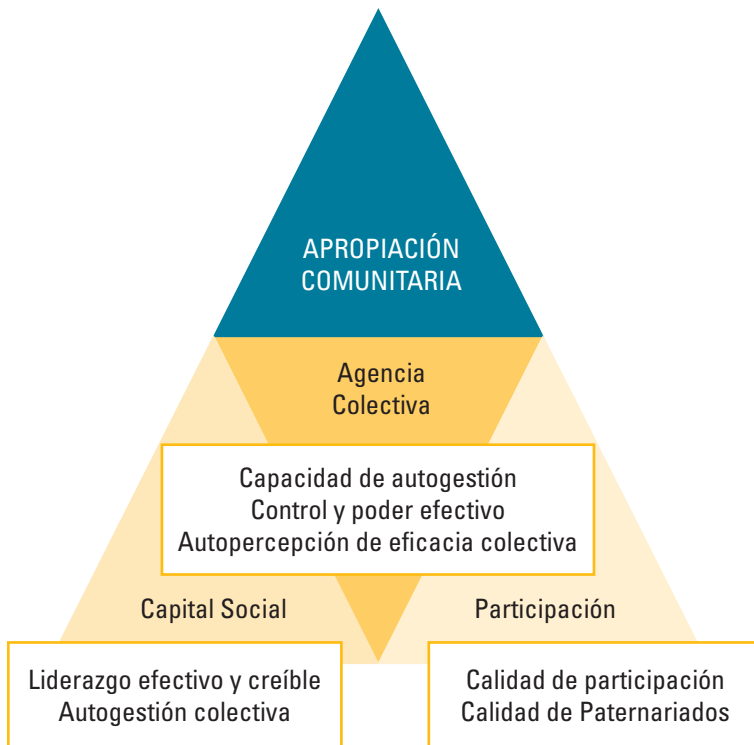 APROPIACIÓN
COMUNITARIA
Agencia
Colectiva
Capacidad de autogestión
Control y poder efectivo
Autopercepción de eficacia colectiva
Capital Social
Participación
Liderazgo efectivo y creíble
Autogestión colectiva
Calidad de participación
Calidad de Paternariados